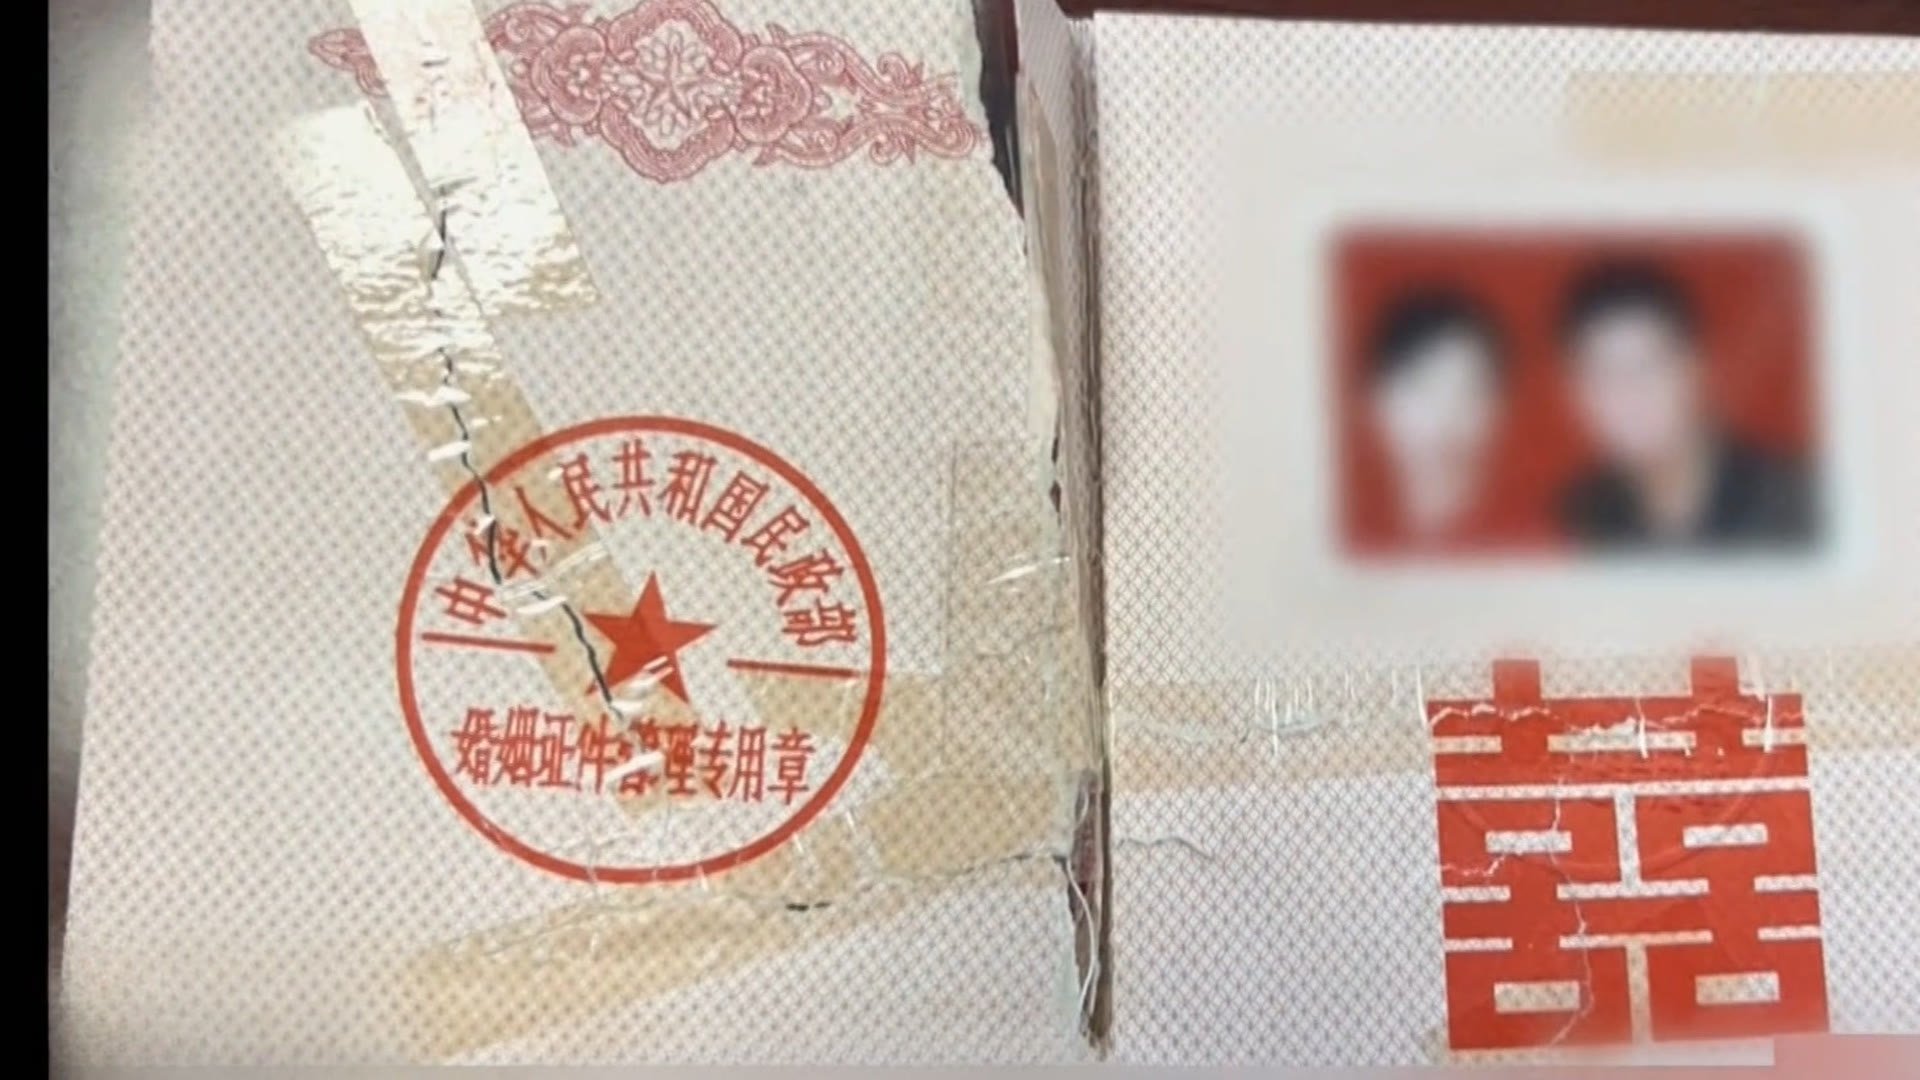 中华人民共和国民政部
婚姻证件管理专用章
囍